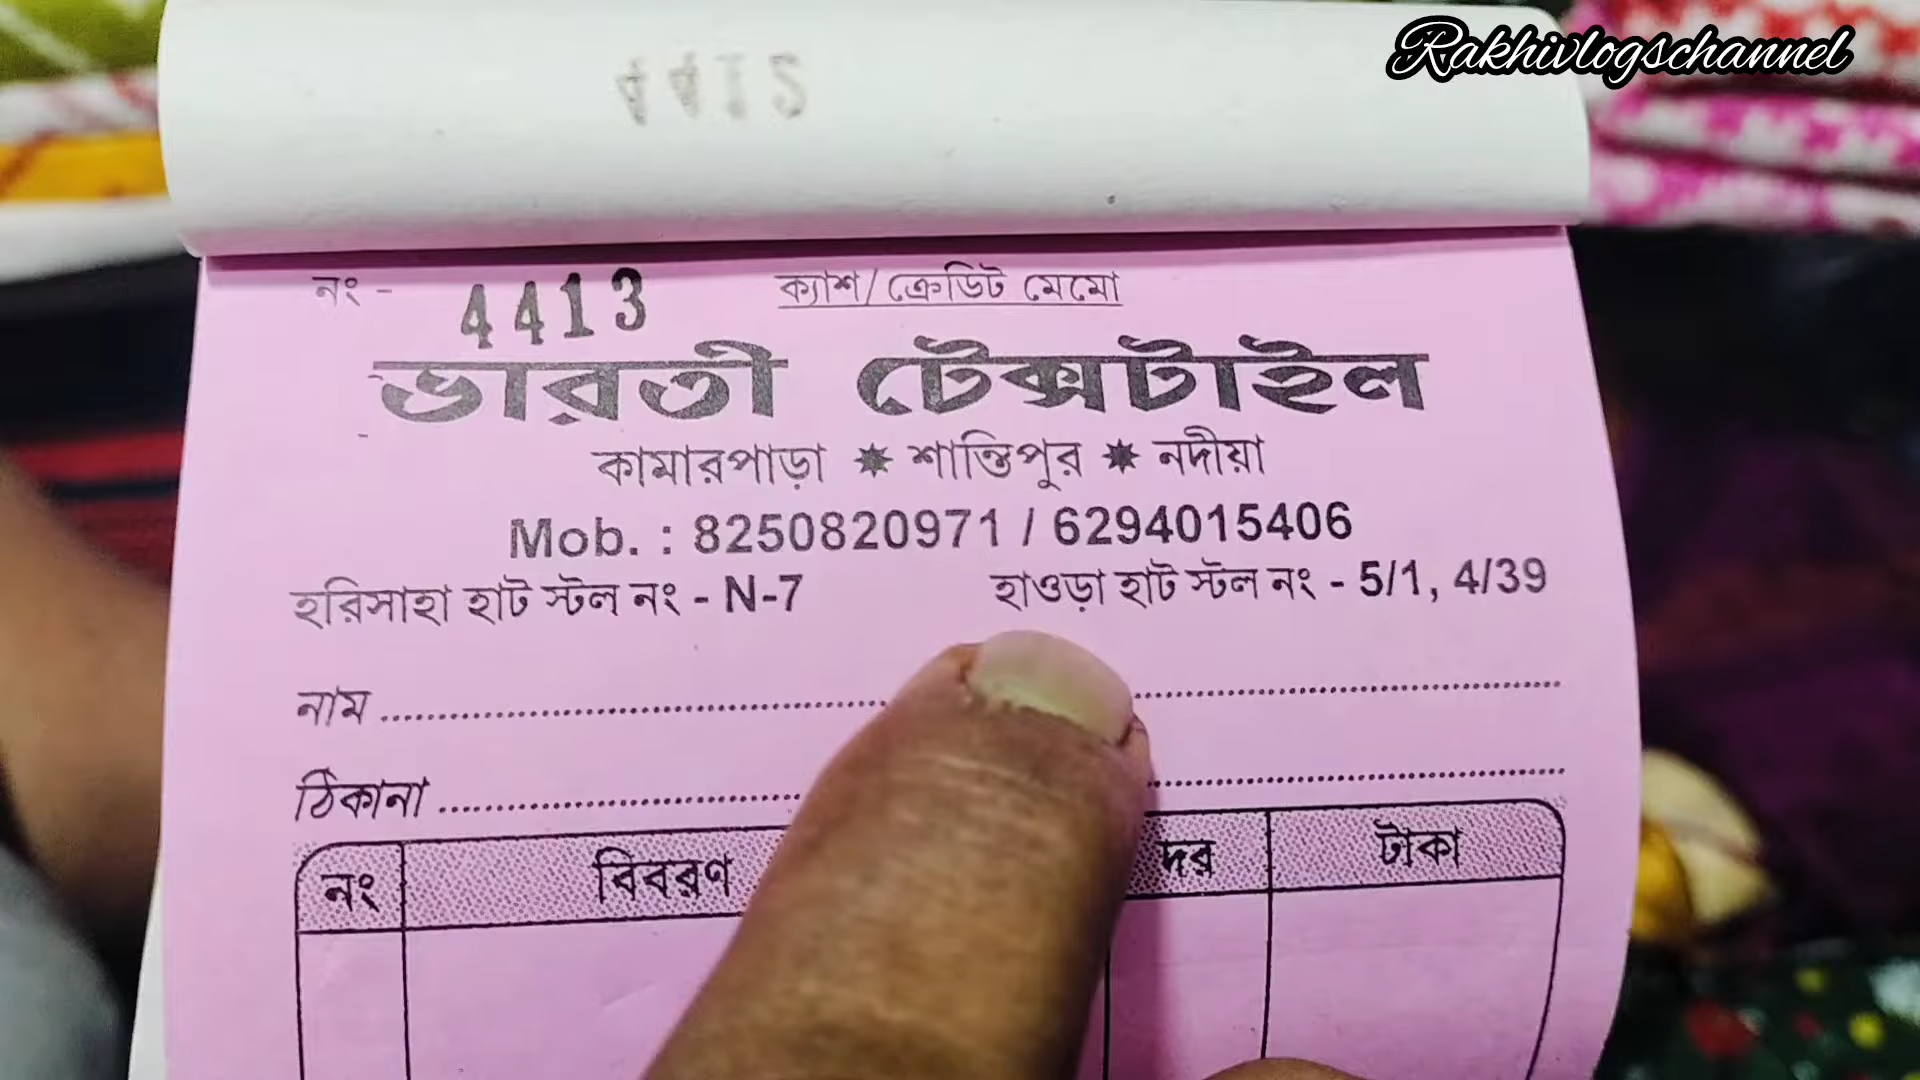 Rakhivlogschannel
নং - 4413 ক্যাশ/ক্রেডিট মেমো
ভারতী টেক্সটাইল
কামারপাড়া ✷ শান্তিপুর ✷ নদীয়া
Mob. : 8250820971 / 6294015406
হরিসাহা হাট স্টল নং - N-7 হাওড়া হাট স্টল নং - 5/1, 4/39
নাম
ঠিকানা
নং বিবরণ দর টাকা